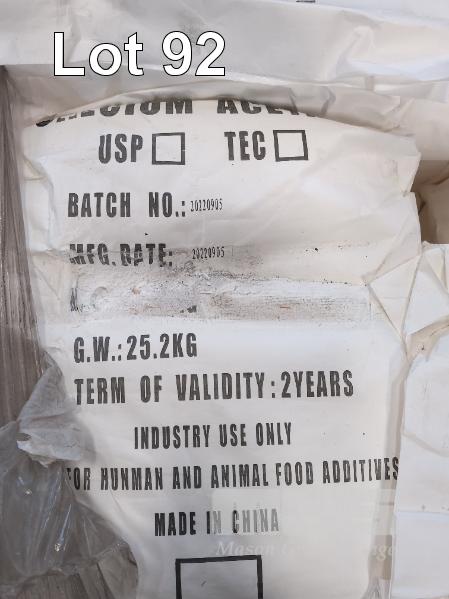 Lot 92
USP TEC
BATCH NO.: 20220905
MFG. DATE: 20220905
G.W.:25.2KG
TERM OF VALIDITY:2YEARS
INDUSTRY USE ONLY
FOR HUNMAN AND ANIMAL FOOD ADDITIVES
MADE IN CHINA
Mason